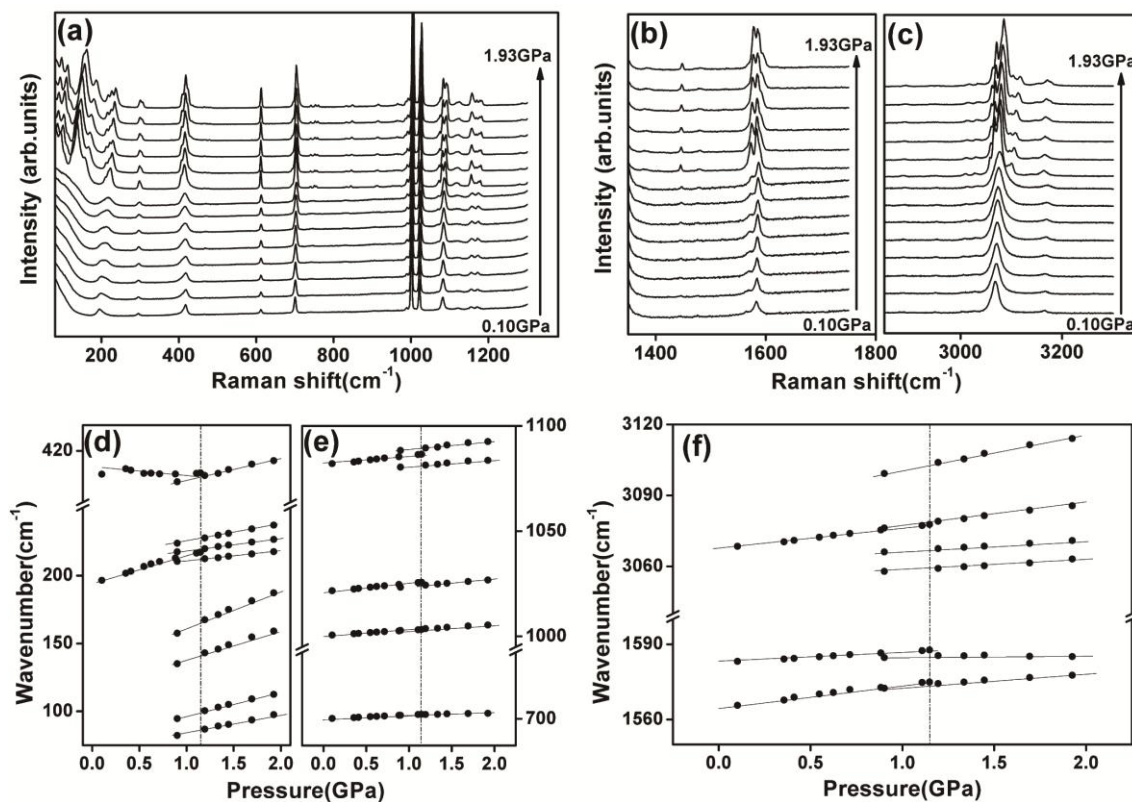 (a)
1.93GPa
0.10GPa
Intensity (arb.units)
200 400 600 800 1000 1200
Raman shift(cm-1)
(b)
1.93GPa
0.10GPa
Intensity (arb.units)
1400 1600 1800
Raman shift(cm-1)
(c)
1.93GPa
0.10GPa
3000 3200
(d)
Wavenumber(cm-1)
420
200
150
100
0.0 0.5 1.0 1.5 2.0
(e)
1100
1050
1000
700
0.0 0.5 1.0 1.5 2.0
Pressure(GPa)
(f)
Wavenumber(cm-1)
3120
3090
3060
1590
1560
0.0 0.5 1.0 1.5 2.0
Pressure(GPa)